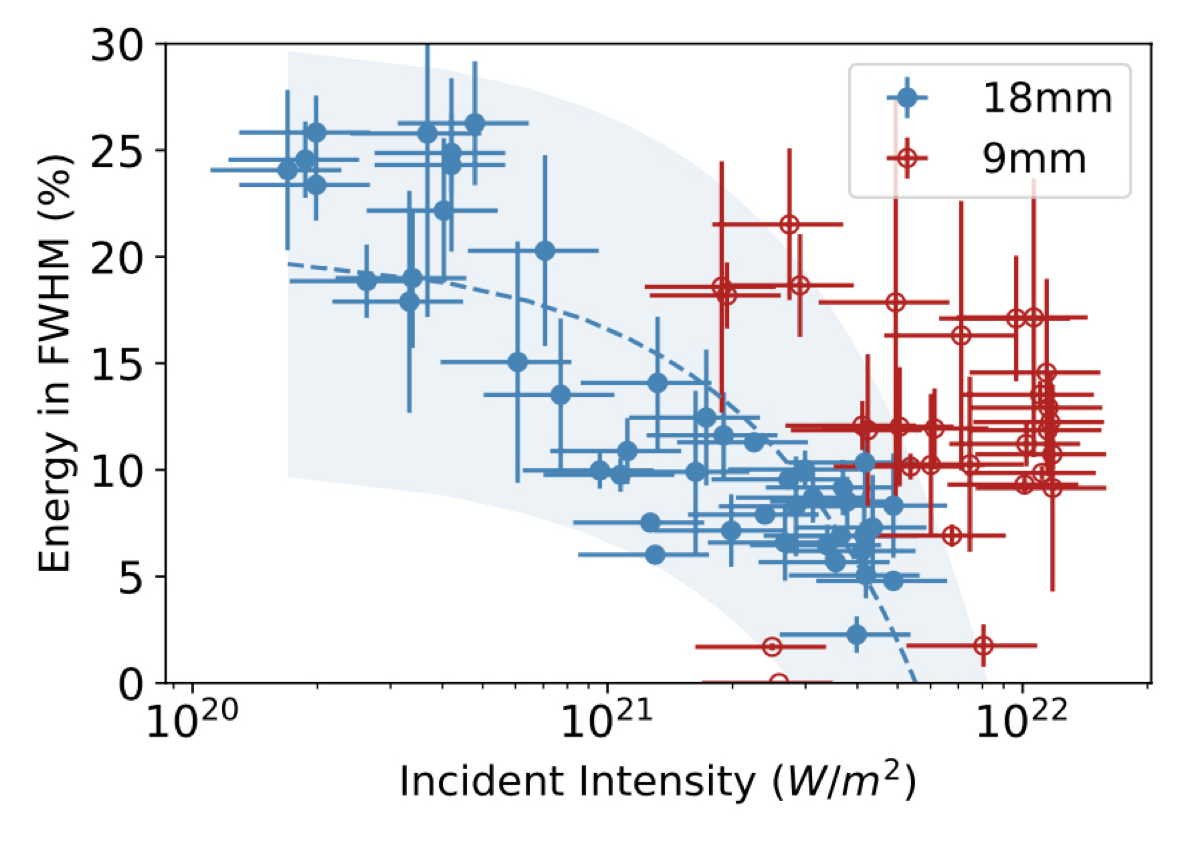 30
25
20
15
10
5
0
Energy in FWHM (%)
18mm
9mm
10²⁰
10²¹
10²²
Incident Intensity (W/m²)